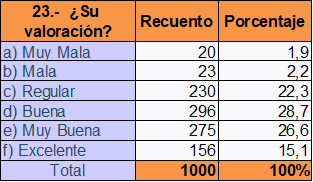 23.- ¿Su valoración? Recuento Porcentaje
a) Muy Mala 20 1,9
b) Mala 23 2,2
c) Regular 230 22,3
d) Buena 296 28,7
e) Muy Buena 275 26,6
f) Excelente 156 15,1
Total 1000 100%